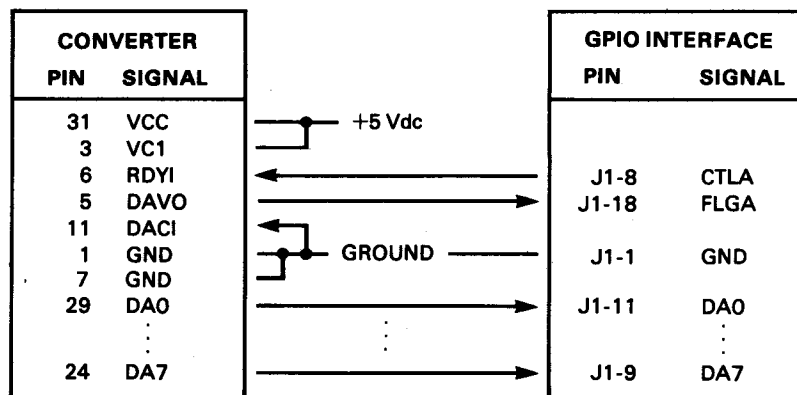 CONVERTER GPIO INTERFACE
PIN SIGNAL PIN SIGNAL
31 VCC +5 Vdc
3 VC1
6 RDYI J1-8 CTLA
5 DAVO J1-18 FLGA
11 DACI
1 GND GROUND J1-1 GND
7 GND
29 DA0 J1-11 DA0
24 DA7 J1-9 DA7